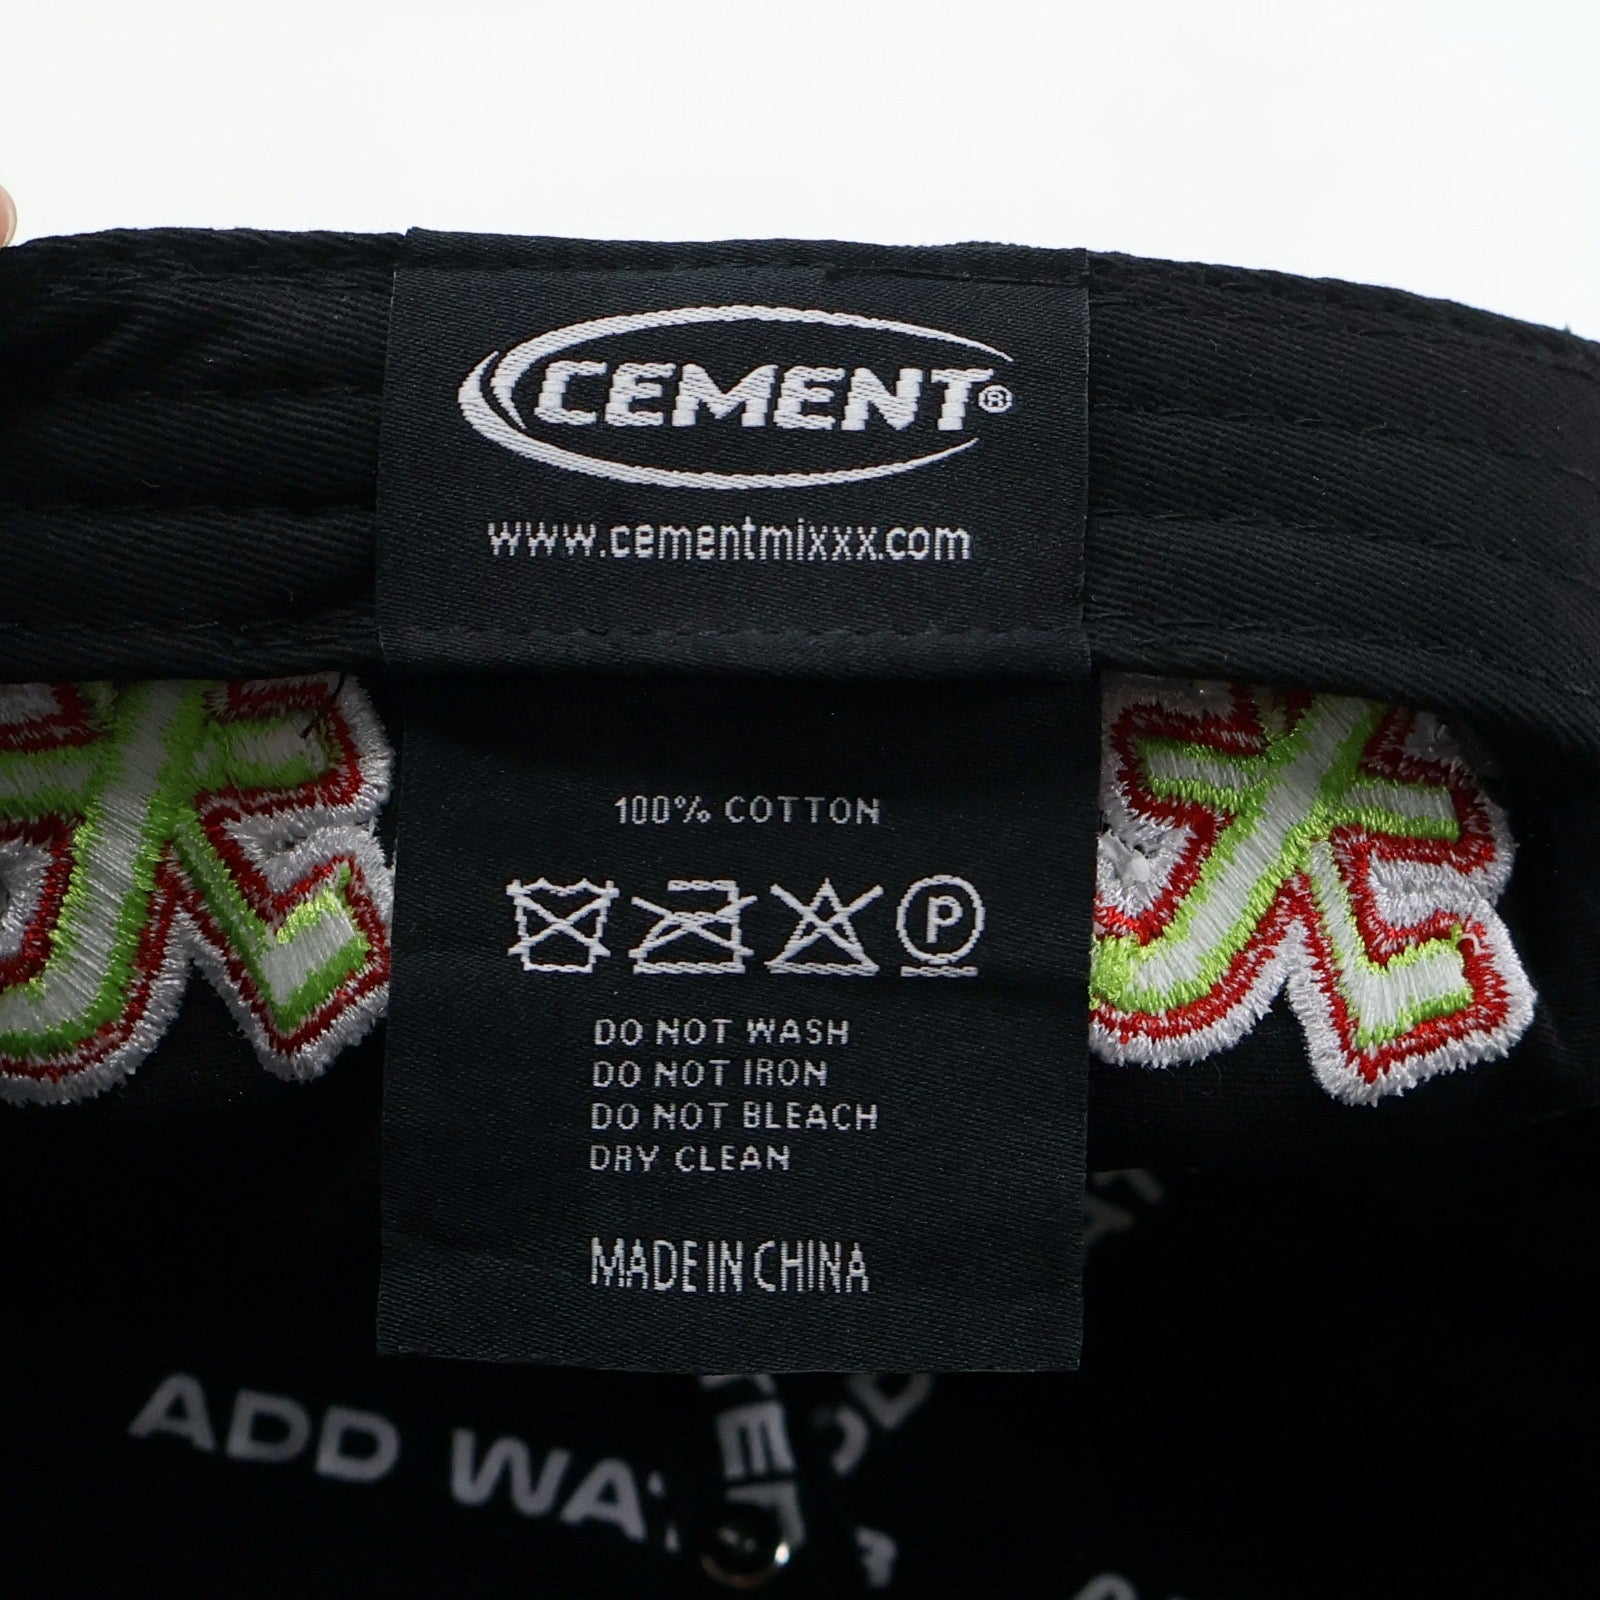 CEMENT®
www.cementmixxx.com
100% COTTON
P
DO NOT WASH
DO NOT IRON
DO NOT BLEACH
DRY CLEAN
MADE IN CHINA
ADD